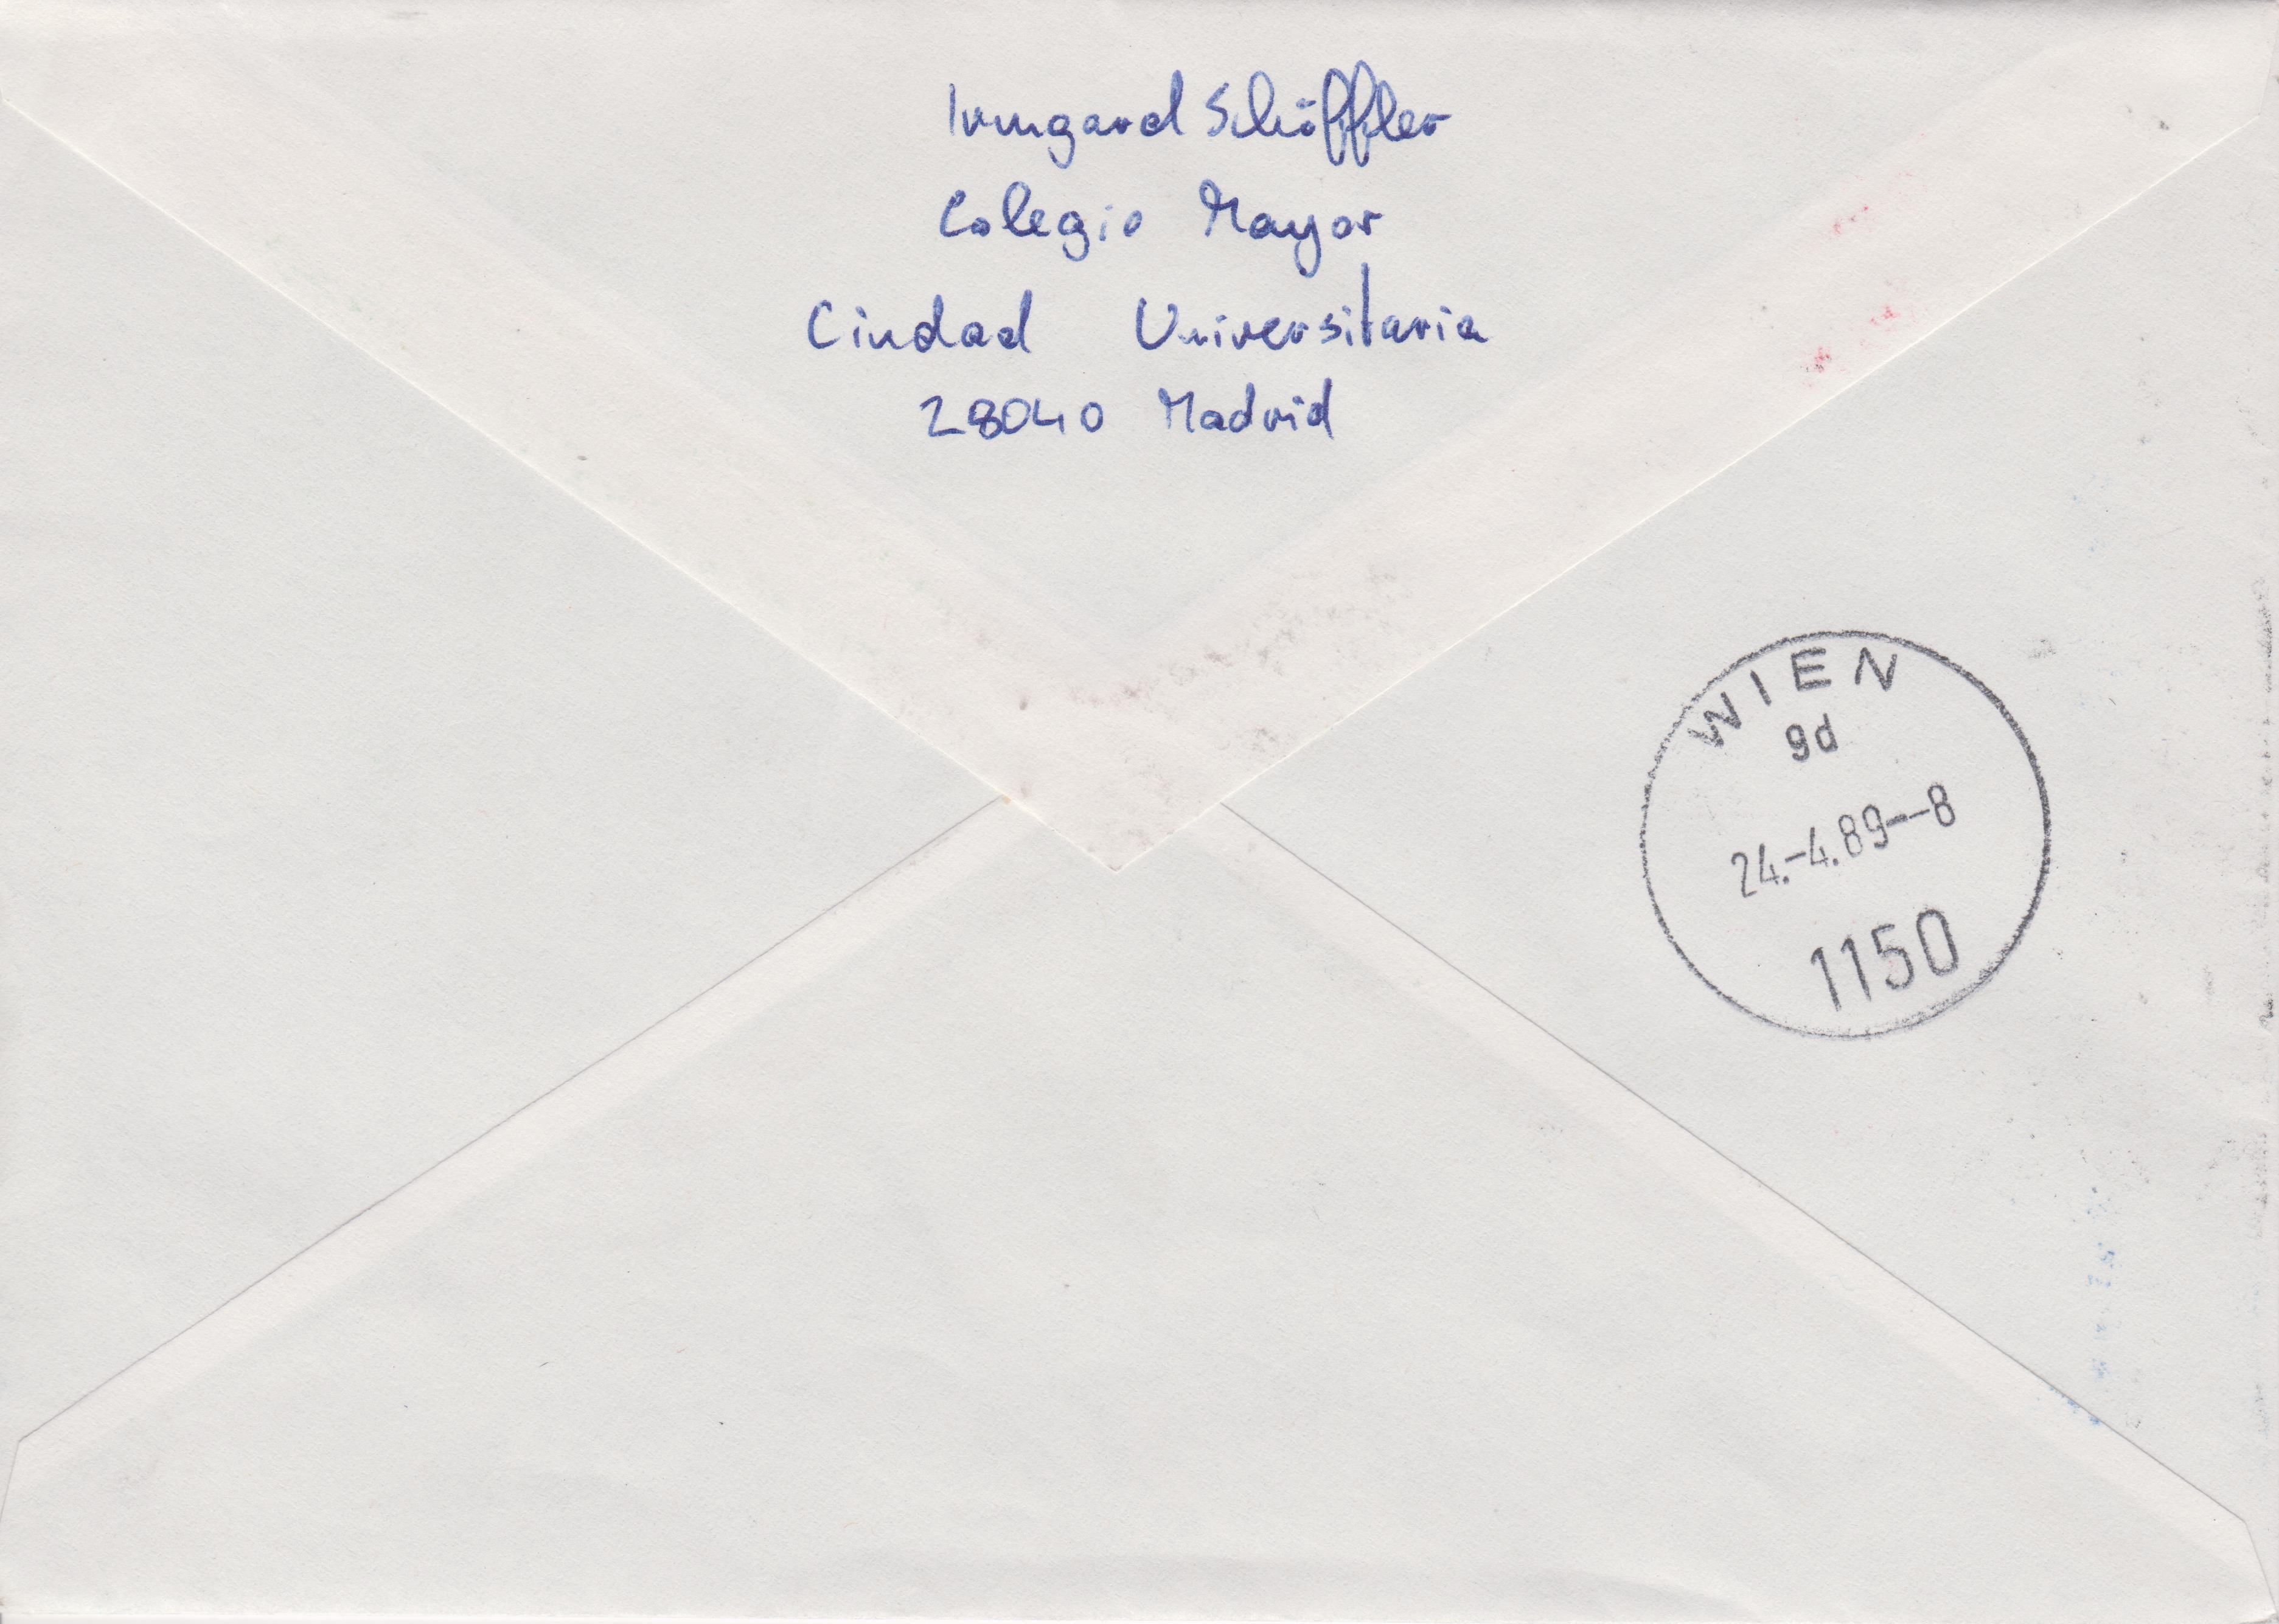 Irmgard Schöffler
Colegio Mayor
Ciudad Universitaria
28040 Madrid
WIEN
9d
24.-4.89--8
1150